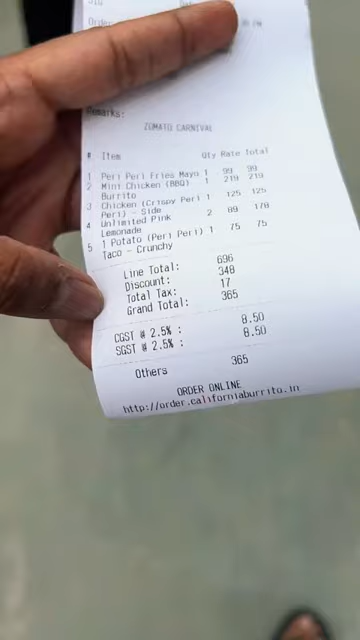 Remarks:
ZOMATO CARNIVAL
# Item Qty Rate Total
1 Peri Peri Fries Mayo 1 99 99
2 Mini Chicken (BBQ) 1 219 219
Burrito
3 Chicken (Crispy Peri 1 125 125
Peri) - Side
4 Unlimited Pink 2 89 178
Lemonade
5 1 Potato (Peri Peri) 1 75 75
Taco - Crunchy
Line Total: 696
Discount: 348
Total Tax: 17
Grand Total: 365
CGST # 2.5% : 8.50
SGST # 2.5% : 8.50
Others 365
ORDER ONLINE
http://order.californiaburrito.in